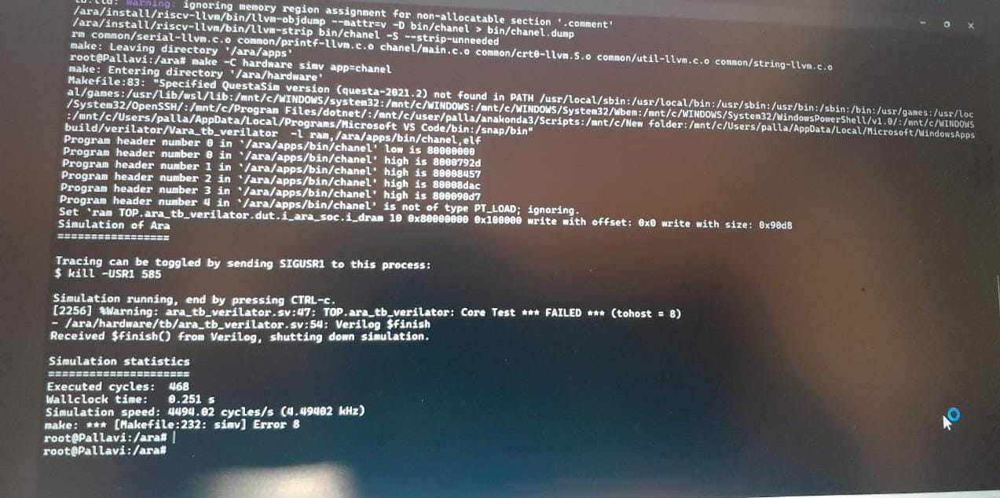 warning: ignoring memory region assignment for non-allocatable section '.comment'
/ara/install/riscv-llvm/bin/llvm-objdump --mattr=v -D bin/chanel > bin/chanel.dump
/ara/install/riscv-llvm/bin/llvm-strip bin/chanel -S --strip-unneeded
rm common/serial-llvm.c.o common/printf-llvm.c.o chanel/main.c.o common/crt0-llvm.S.o common/util-llvm.c.o common/string-llvm.c.o
make: Leaving directory '/ara/apps'
root@Pallavi:/ara# make -C hardware simv app=chanel
make: Entering directory '/ara/hardware'
Makefile:83: "Specified QuestaSim version (questa-2021.2) not found in PATH /usr/local/sbin:/usr/local/bin:/usr/sbin:/usr/bin:/sbin:/bin:/usr/games:/usr/loc
al/games:/usr/lib/wsl/lib:/mnt/c/WINDOWS/system32:/mnt/c/WINDOWS:/mnt/c/WINDOWS/System32/Wbem:/mnt/c/WINDOWS/System32/WindowsPowerShell/v1.0/:/mnt/c/WINDOWS
/System32/OpenSSH/:/mnt/c/Program Files/dotnet/:/mnt/c/user/palla/anakonda3/Scripts:/mnt/c/New folder:/mnt/c/Users/palla/AppData/Local/Microsoft/WindowsApps
:/mnt/c/Users/palla/AppData/Local/Programs/Microsoft VS Code/bin:/snap/bin"
build/verilator/Vara_tb_verilator -l ram,/ara/apps/bin/chanel,elf
Program header number 0 in '/ara/apps/bin/chanel' low is 80000000
Program header number 0 in '/ara/apps/bin/chanel' high is 8000792d
Program header number 1 in '/ara/apps/bin/chanel' high is 80008457
Program header number 2 in '/ara/apps/bin/chanel' high is 80008dac
Program header number 3 in '/ara/apps/bin/chanel' high is 800090d7
Program header number 4 in '/ara/apps/bin/chanel' is not of type PT_LOAD; ignoring.
Set `ram TOP.ara_tb_verilator.dut.i_ara_soc.i_dram 10 0x80000000 0x100000 write with offset: 0x0 write with size: 0x90d8
Simulation of Ara
=================
Tracing can be toggled by sending SIGUSR1 to this process:
$ kill -USR1 585
Simulation running, end by pressing CTRL-c.
[2256] %Warning: ara_tb_verilator.sv:47: TOP.ara_tb_verilator: Core Test *** FAILED *** (tohost = 8)
- /ara/hardware/tb/ara_tb_verilator.sv:54: Verilog $finish
Received $finish() from Verilog, shutting down simulation.
Simulation statistics
=====================
Executed cycles: 468
Wallclock time: 0.251 s
Simulation speed: 4494.02 cycles/s (4.49402 kHz)
make: *** [Makefile:232: simv] Error 8
root@Pallavi:/ara#
root@Pallavi:/ara#